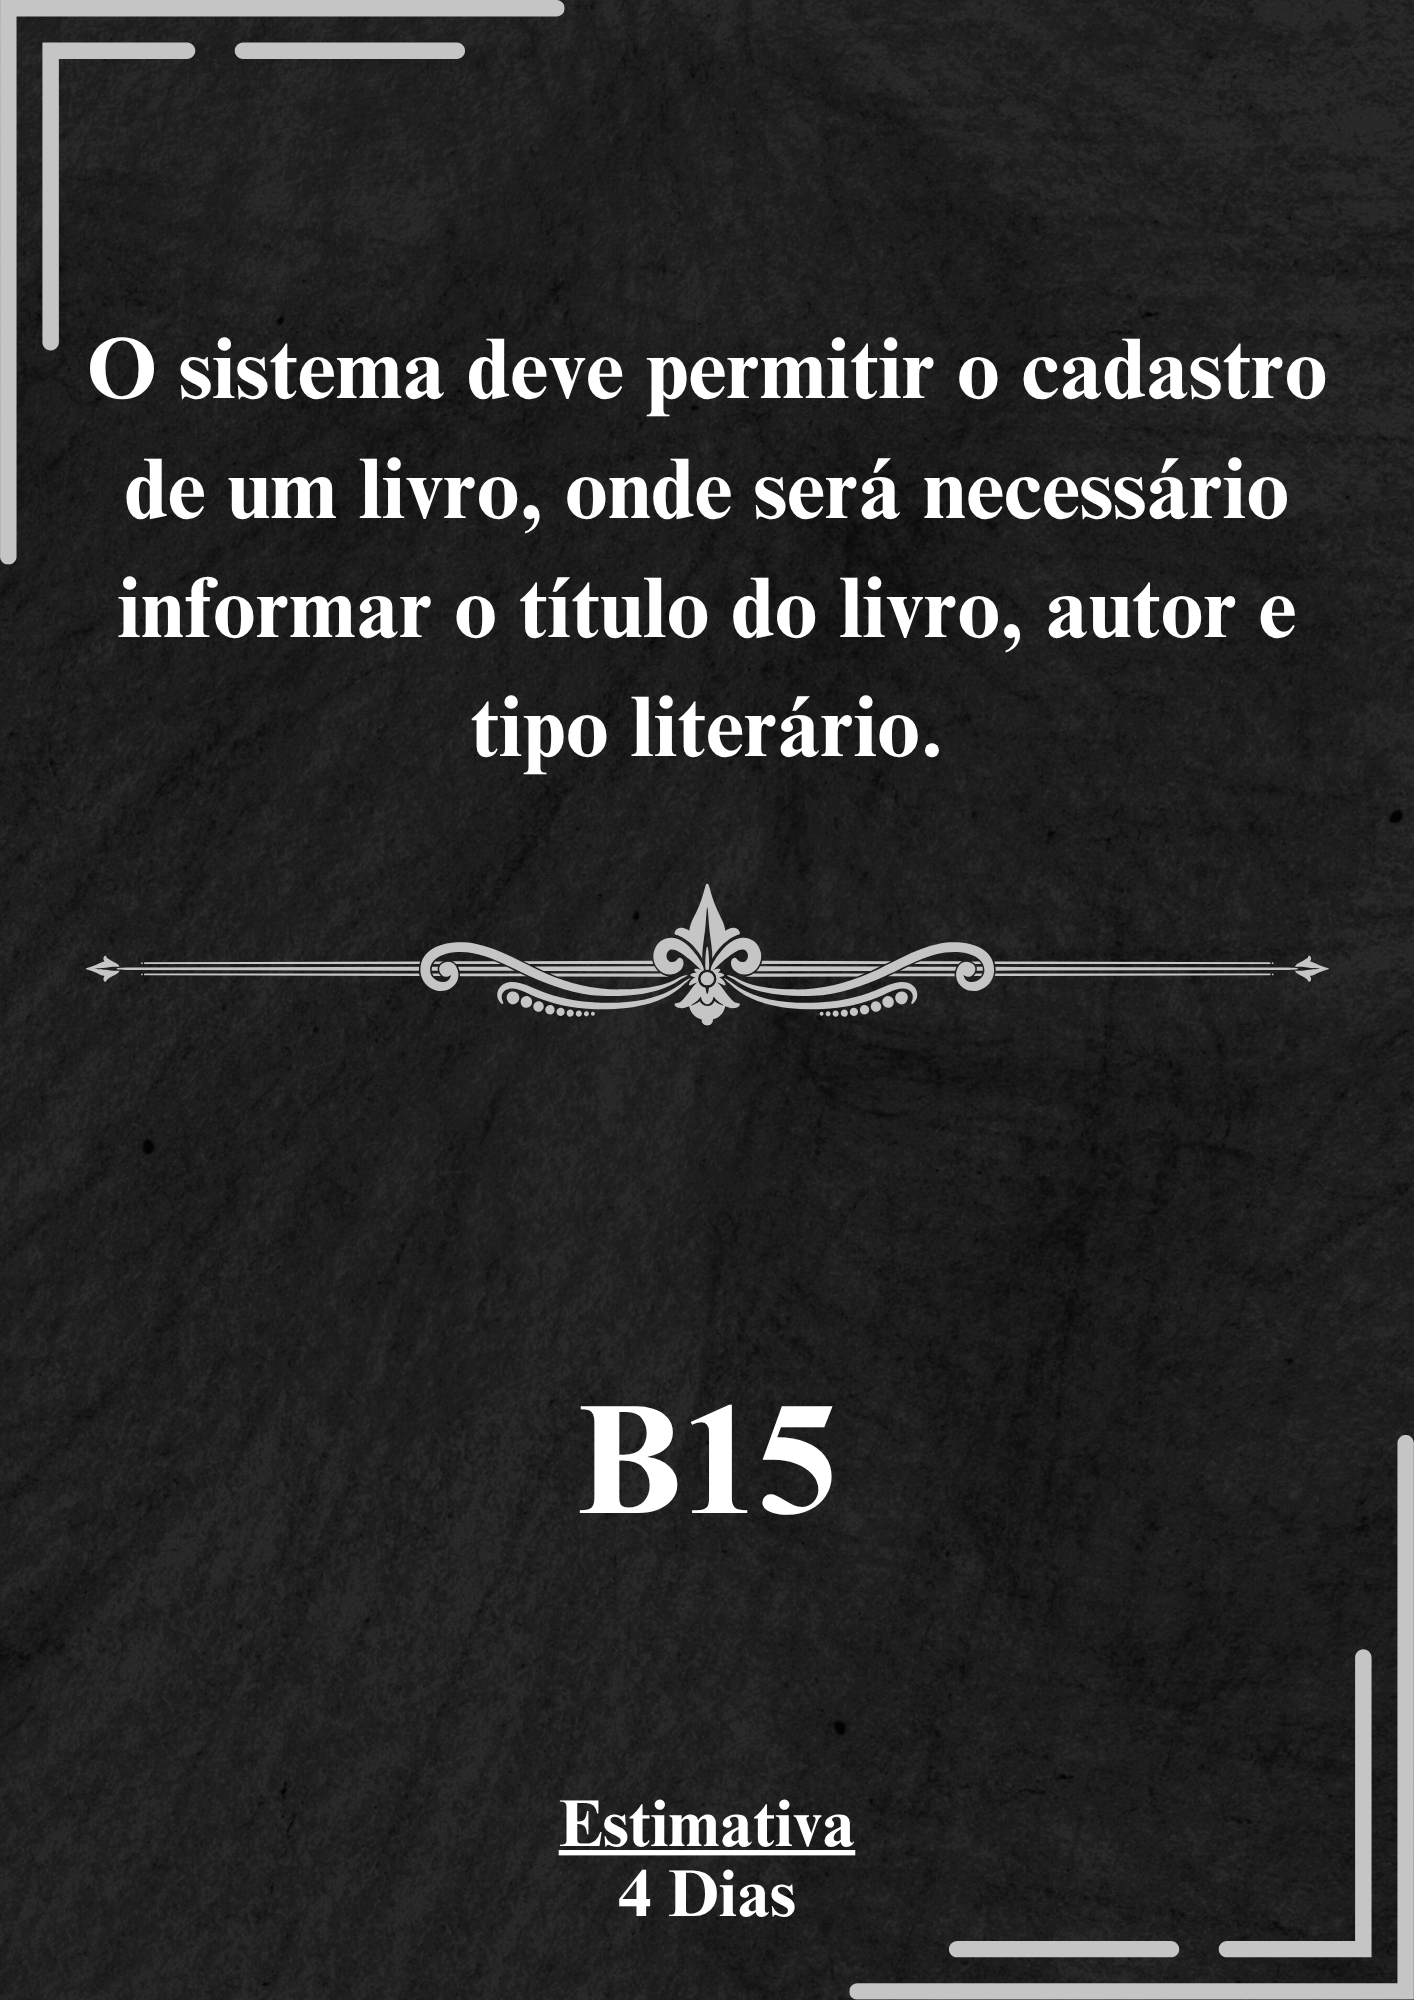 O sistema deve permitir o cadastro
de um livro, onde será necessário
informar o título do livro, autor e
tipo literário.
B15
Estimativa
4 Dias